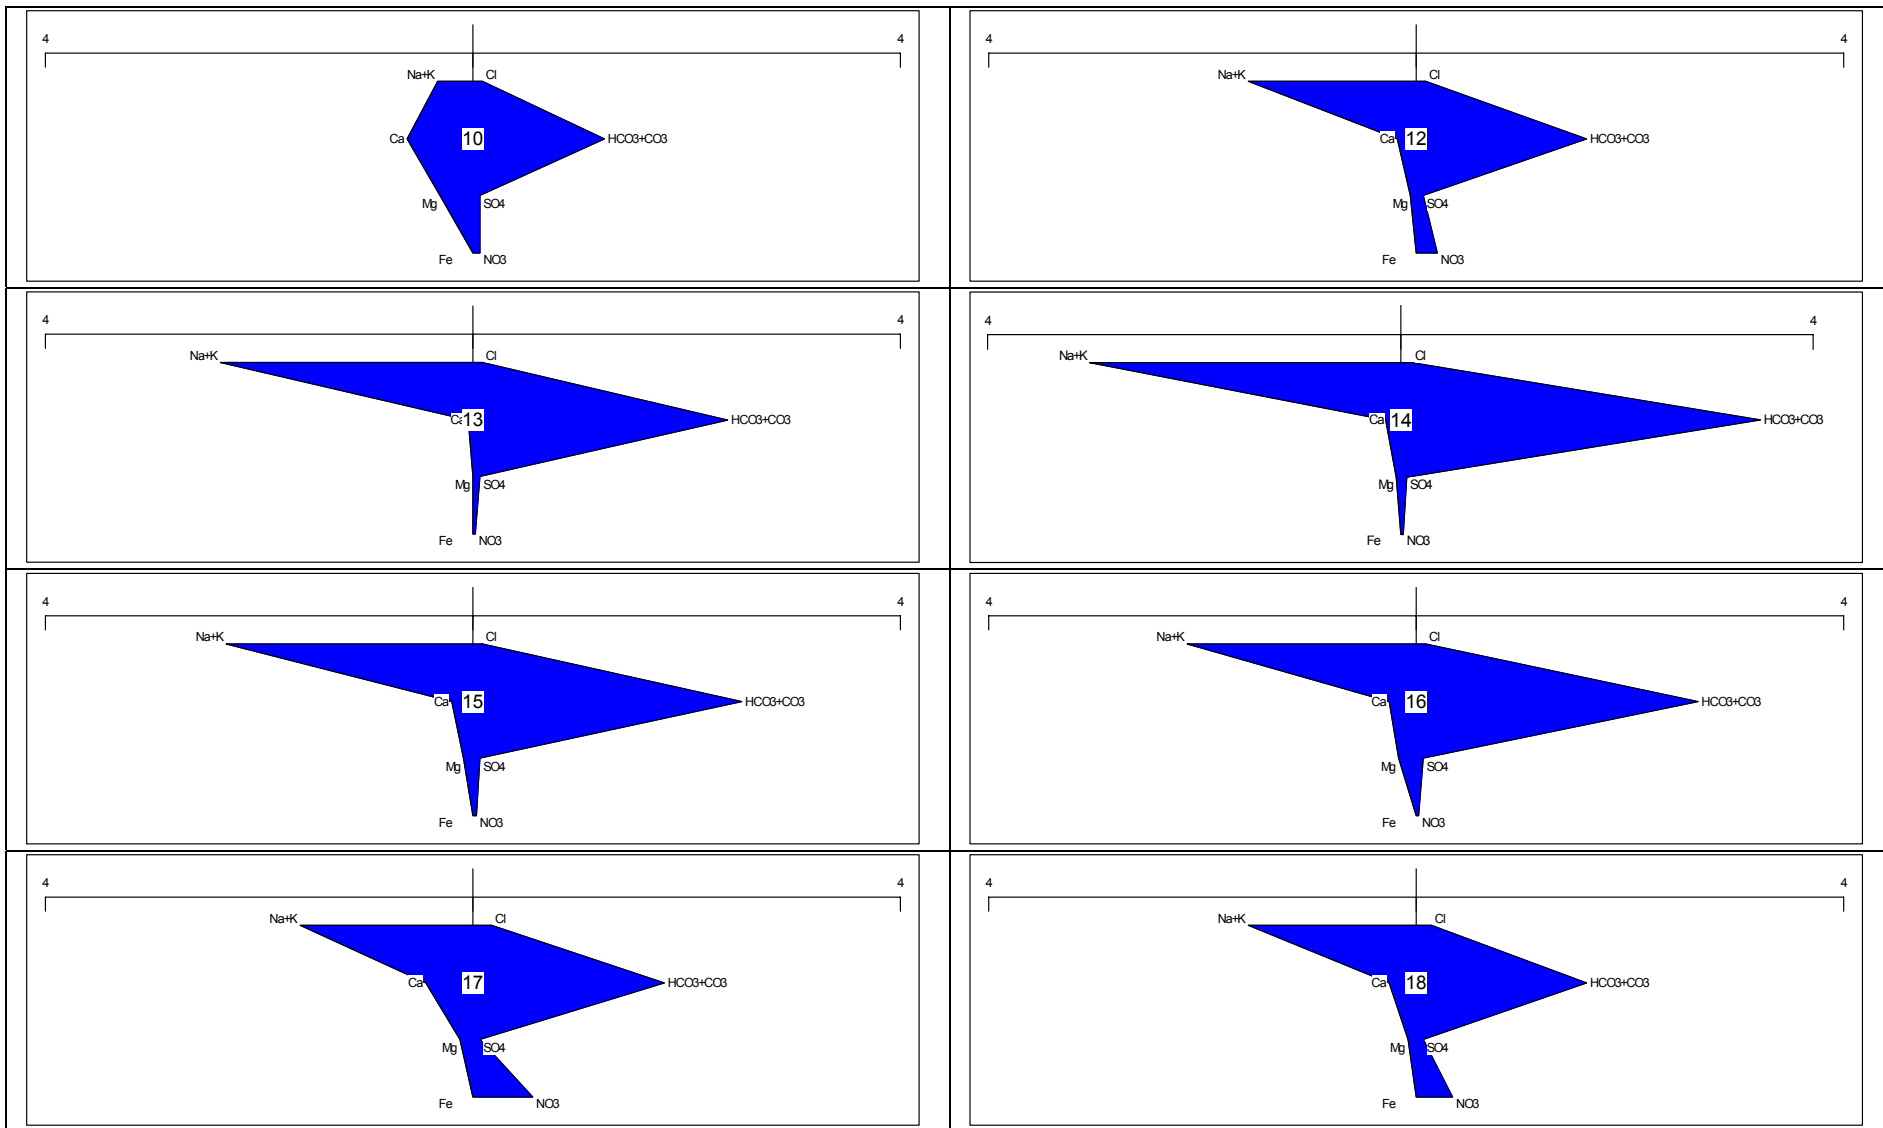 4 4
Na+K Cl
Ca 10 HCO3+CO3
Mg SO4
Fe NO3
4 4
Na+K Cl
Ca 12 HCO3+CO3
Mg SO4
Fe NO3
4 4
Na+K Cl
Ca 13 HCO3+CO3
Mg SO4
Fe NO3
4 4
Na+K Cl
Ca 14 HCO3+CO3
Mg SO4
Fe NO3
4 4
Na+K Cl
Ca 15 HCO3+CO3
Mg SO4
Fe NO3
4 4
Na+K Cl
Ca 16 HCO3+CO3
Mg SO4
Fe NO3
4 4
Na+K Cl
Ca 17 HCO3+CO3
Mg SO4
Fe NO3
4 4
Na+K Cl
Ca 18 HCO3+CO3
Mg SO4
Fe NO3